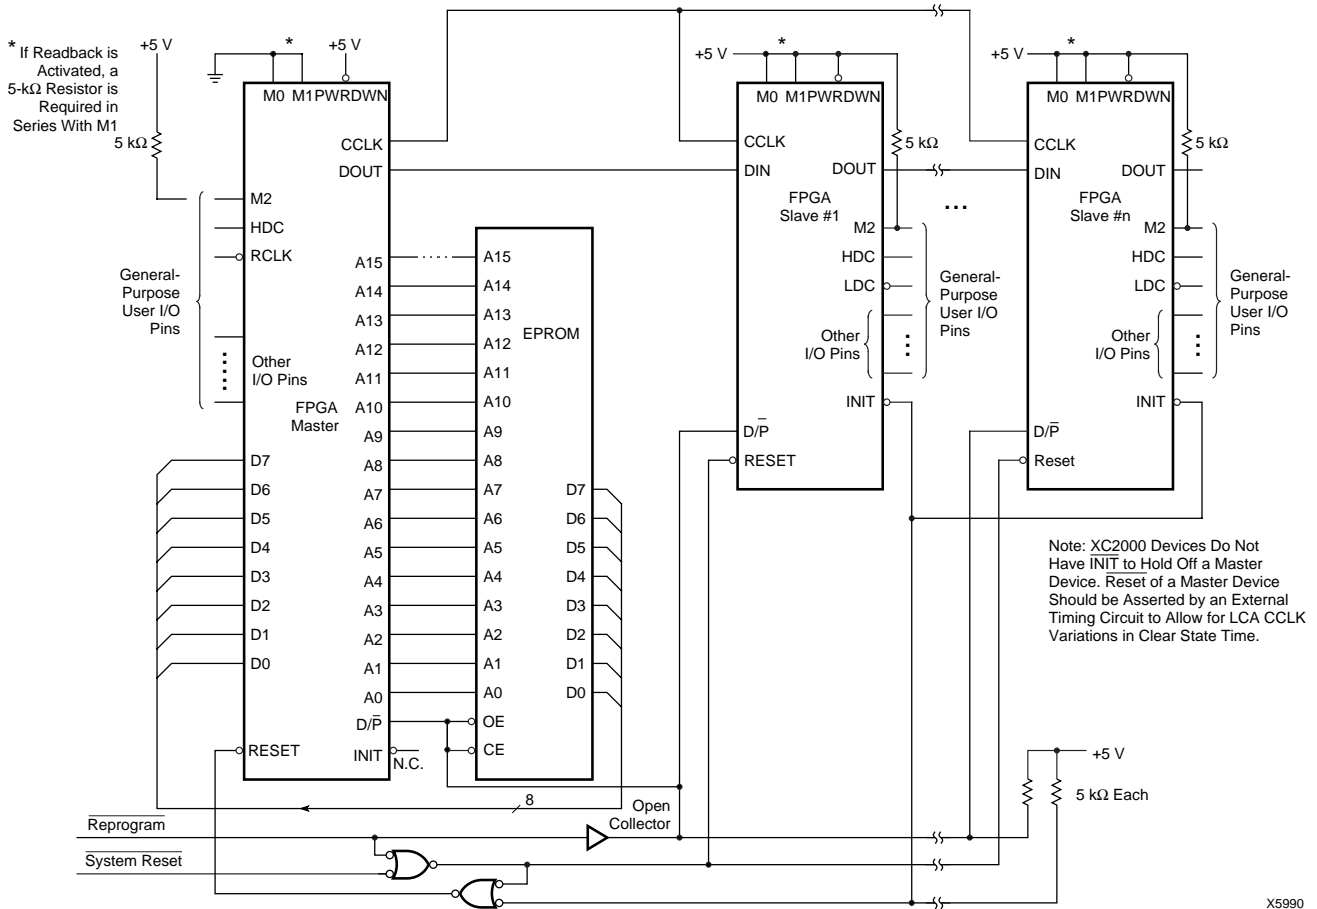 * If Readback is
Activated, a
5-kΩ Resistor is
Required in
Series With M1
+5 V
5 kΩ
*
+5 V
M0
M1
PWRDWN
CCLK
DOUT
M2
HDC
RCLK
General-
Purpose
User I/O
Pins
Other
I/O Pins
FPGA
Master
A15
A14
A13
A12
A11
A10
A9
A8
A7
A6
A5
A4
A3
A2
A1
A0
D/P̅
INIT
N.C.
D7
D6
D5
D4
D3
D2
D1
D0
RESET
A15
A14
A13
A12
A11
A10
A9
A8
A7
A6
A5
A4
A3
A2
A1
A0
OE
CE
EPROM
D7
D6
D5
D4
D3
D2
D1
D0
8
+5 V
*
M0
M1
PWRDWN
5 kΩ
CCLK
DIN
DOUT
FPGA
Slave #1
...
M2
HDC
LDC
Other
I/O Pins
General-
Purpose
User I/O
Pins
INIT
D/P̅
RESET
+5 V
*
M0
M1
PWRDWN
5 kΩ
CCLK
DIN
DOUT
FPGA
Slave #n
M2
HDC
LDC
Other
I/O Pins
General-
Purpose
User I/O
Pins
INIT
D/P̅
Reset
Note: XC2000 Devices Do Not
Have I̅N̅I̅T̅ to Hold Off a Master
Device. R̅e̅s̅e̅t̅ of a Master Device
Should be Asserted by an External
Timing Circuit to Allow for LCA CCLK
Variations in Clear State Time.
+5 V
5 kΩ Each
Open
Collector
R̅e̅p̅r̅o̅g̅r̅a̅m̅
S̅y̅s̅t̅e̅m̅ R̅e̅s̅e̅t̅
X5990